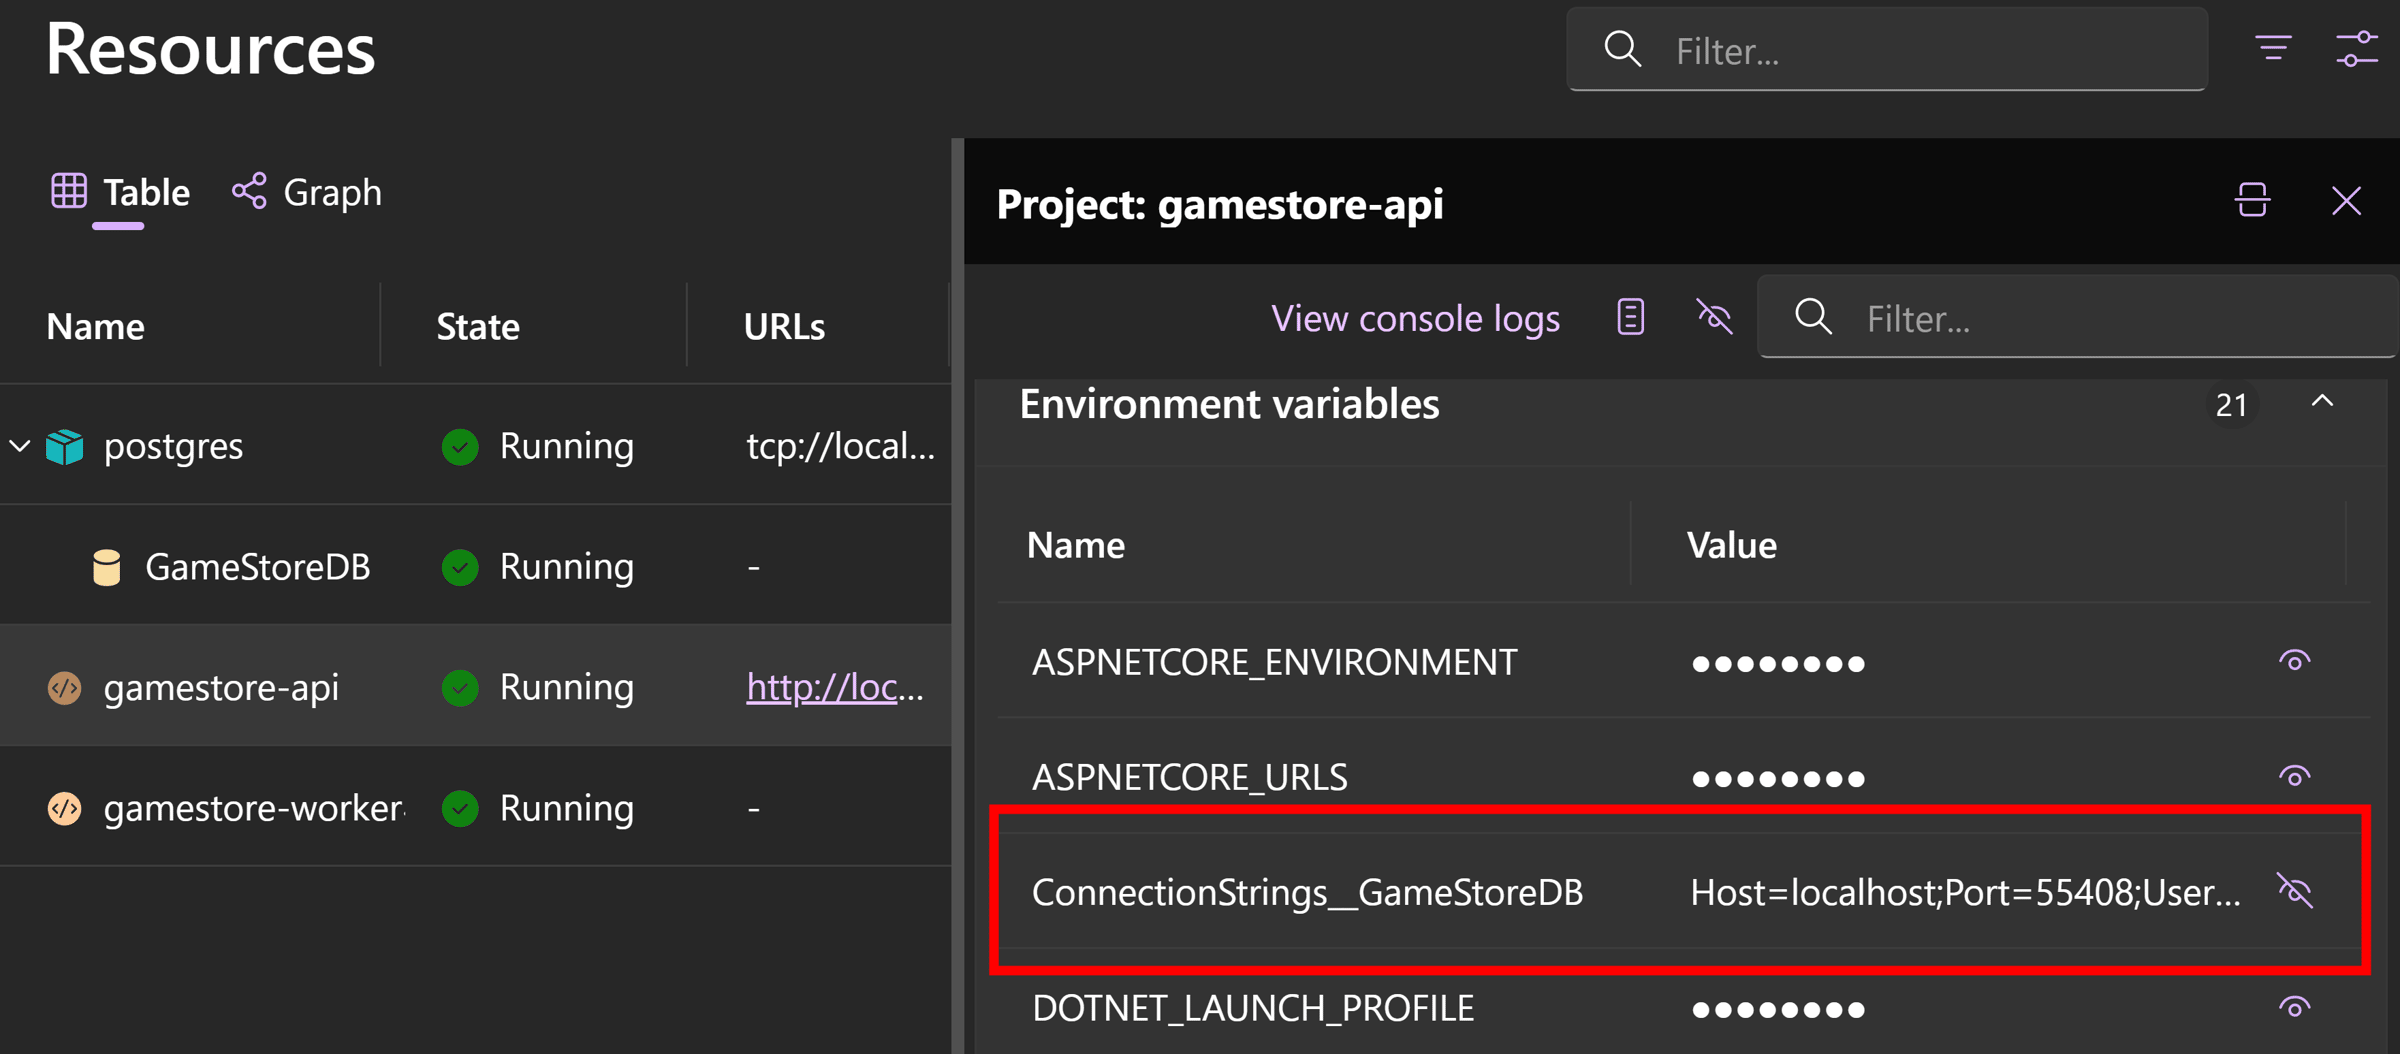 Resources
Filter...
Table
Graph
Name
State
URLs
postgres
Running
tcp://local...
GameStoreDB
Running
-
gamestore-api
Running
http://loc...
gamestore-worker
Running
-
Project: gamestore-api
View console logs
Filter...
Environment variables
21
Name
Value
ASPNETCORE_ENVIRONMENT
●●●●●●●●
ASPNETCORE_URLS
●●●●●●●●
ConnectionStrings__GameStoreDB
Host=localhost;Port=55408;User...
DOTNET_LAUNCH_PROFILE
●●●●●●●●